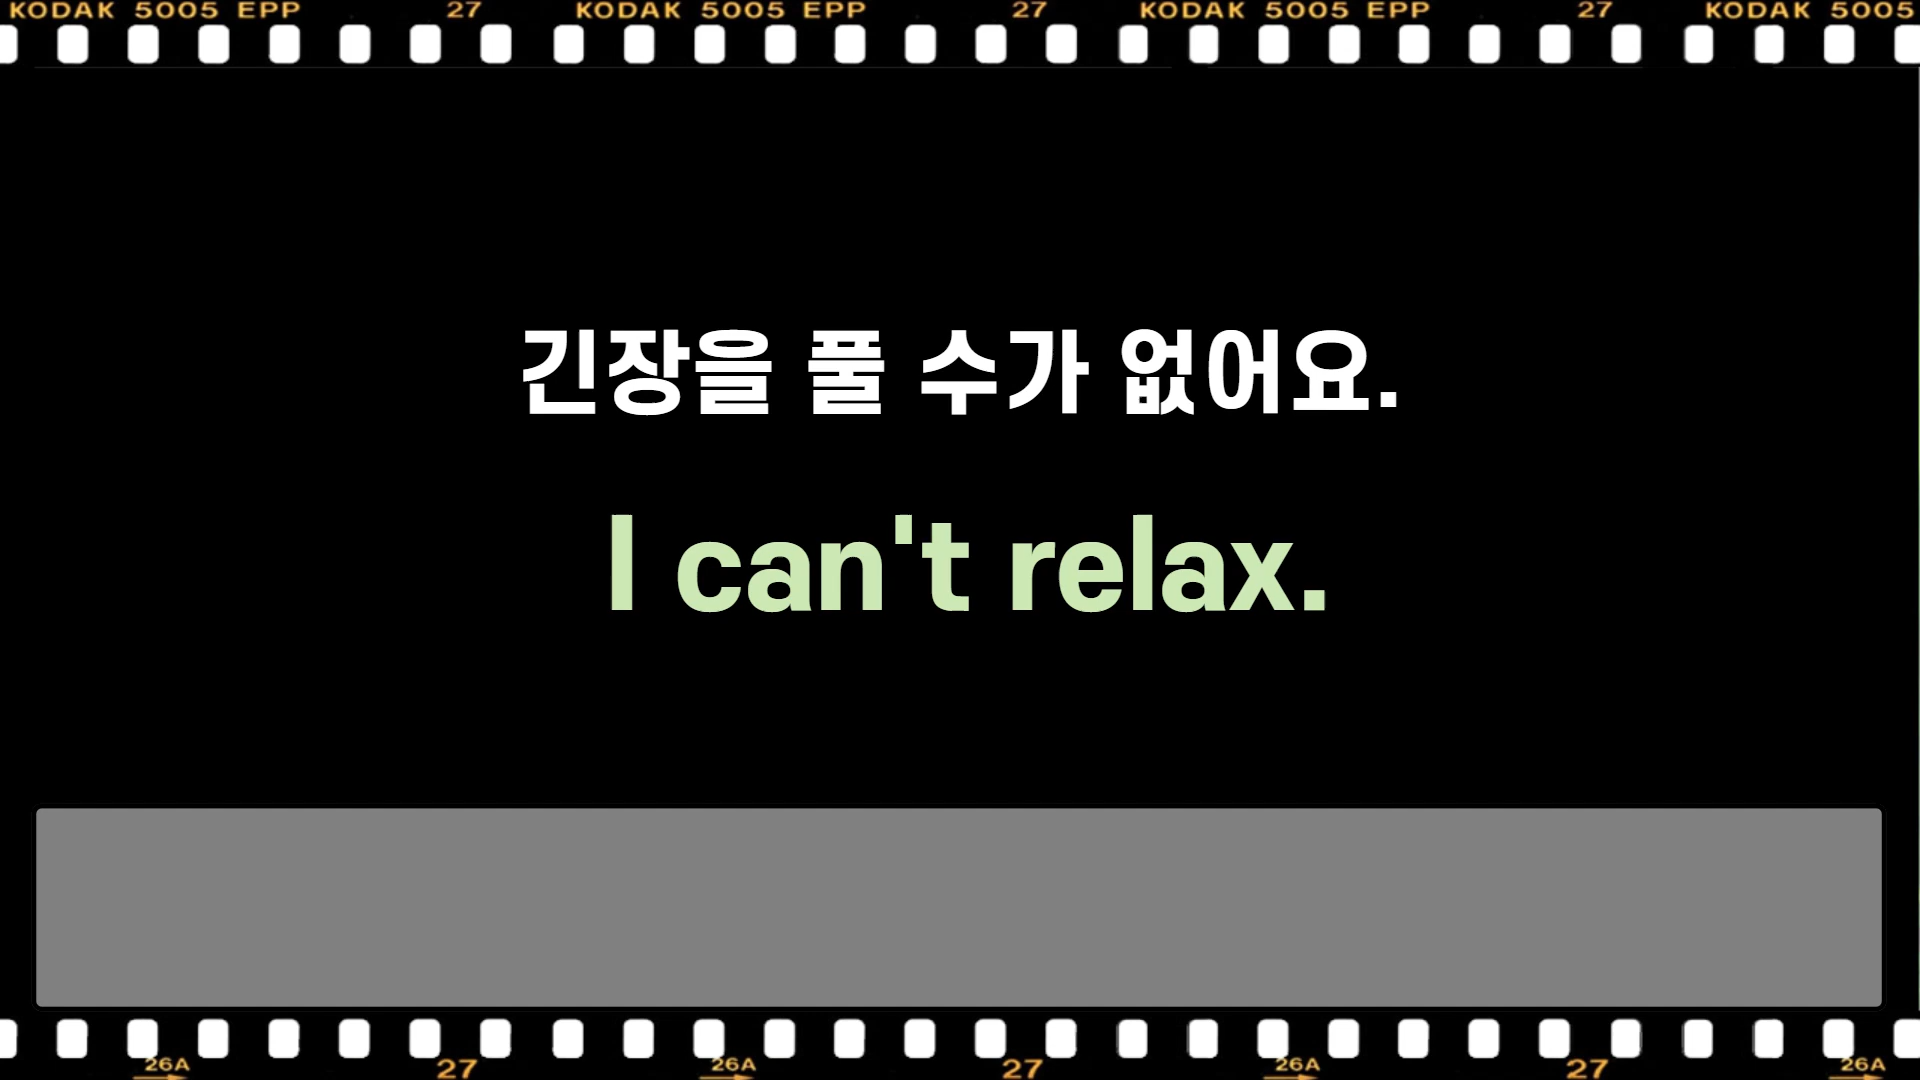 KODAK 5005 EPP 27 KODAK 5005 EPP 27 KODAK 5005 EPP 27 KODAK 5005
긴장을 풀 수가 없어요.
I can't relax.
26A 27 26A 27 26A 27 26A